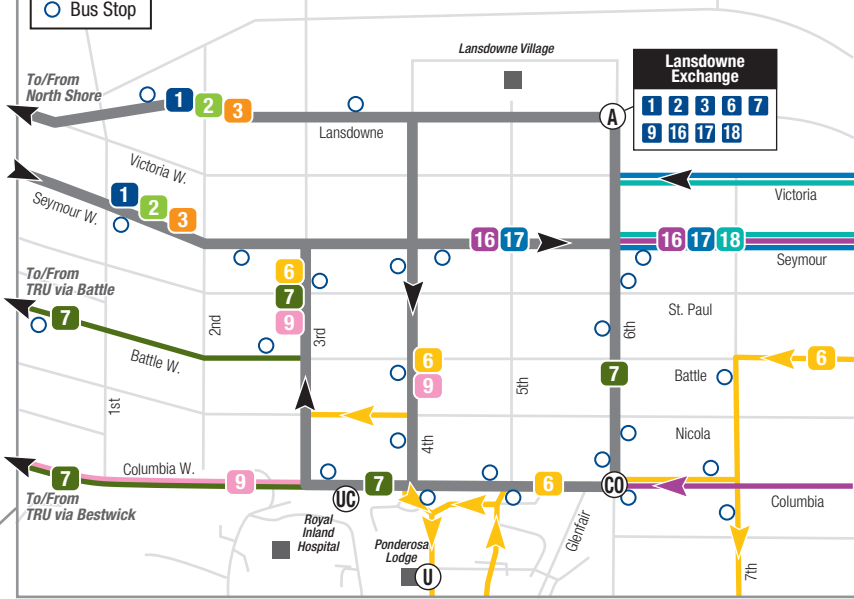 Bus Stop
Lansdowne Village
Lansdowne
Exchange
1 2 3 6 7
9 16 17 18
To/From
North Shore
1 2 3
Lansdowne
A
Victoria W.
Victoria
1 2 3
Seymour W.
16 17
16 17 18
Seymour
To/From
TRU via Battle
7
6
7
9
2nd
3rd
St. Paul
6th
Battle W.
6
9
5th
7
Battle
6
1st
4th
Nicola
Columbia W.
7
9
UC
7
6
CO
Columbia
To/From
TRU via Bestwick
Royal
Inland
Hospital
Ponderosa
Lodge
U
Glenfair
7th